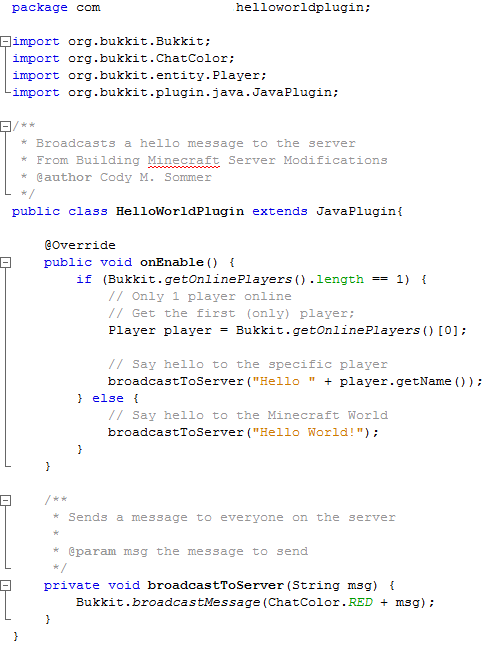 package com                 helloworldplugin;

import org.bukkit.Bukkit;
import org.bukkit.ChatColor;
import org.bukkit.entity.Player;
import org.bukkit.plugin.java.JavaPlugin;

/**
 * Broadcasts a hello message to the server
 * From Building Minecraft Server Modifications
 * @author Cody M. Sommer
 */
public class HelloWorldPlugin extends JavaPlugin{

    @Override
    public void onEnable() {
        if (Bukkit.getOnlinePlayers().length == 1) {
            // Only 1 player online
            // Get the first (only) player;
            Player player = Bukkit.getOnlinePlayers()[0];

            // Say hello to the specific player
            broadcastToServer("Hello " + player.getName());
        } else {
            // Say hello to the Minecraft World
            broadcastToServer("Hello World!");
        }
    }

    /**
     * Sends a message to everyone on the server
     *
     * @param msg the message to send
     */
    private void broadcastToServer(String msg) {
        Bukkit.broadcastMessage(ChatColor.RED + msg);
    }
}